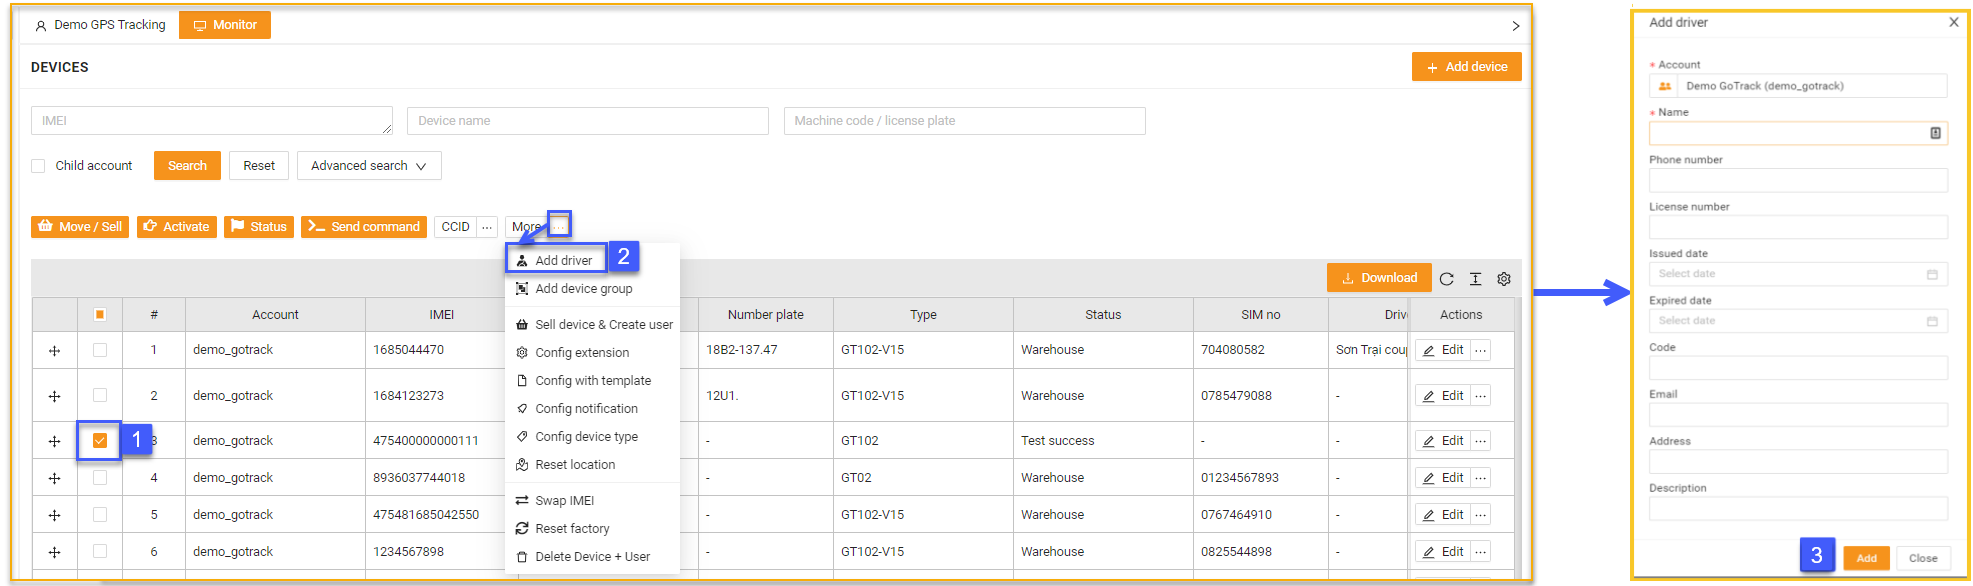 Demo GPS Tracking Monitor
DEVICES
+ Add device
IMEI Device name Machine code / license plate
Child account Search Reset Advanced search
Move / Sell Activate Status Send command CCID ... More ...
Add driver 2
Add device group
Sell device & Create user
Config extension
Config with template
Config notification
Config device type
Reset location
Swap IMEI
Reset factory
Delete Device + User
Download
# Account IMEI Number plate Type Status SIM no Driv Actions
1 demo_gotrack 1685044470 18B2-137.47 GT102-V15 Warehouse 704080582 Sơn Trại cou Edit ...
2 demo_gotrack 1684123273 12U1. GT102-V15 Warehouse 0785479088 - Edit ...
1 3 demo_gotrack 475400000000111 - GT102 Test success - - Edit ...
4 demo_gotrack 8936037744018 - GT02 Warehouse 01234567893 - Edit ...
5 demo_gotrack 475481685042550 - GT102-V15 Warehouse 0767464910 - Edit ...
6 demo_gotrack 1234567898 - GT102-V15 Warehouse 0825544898 - Edit ...
Add driver
* Account
Demo GoTrack (demo_gotrack)
* Name
Phone number
License number
Issued date
Select date
Expired date
Select date
Code
Email
Address
Description
3 Add Close